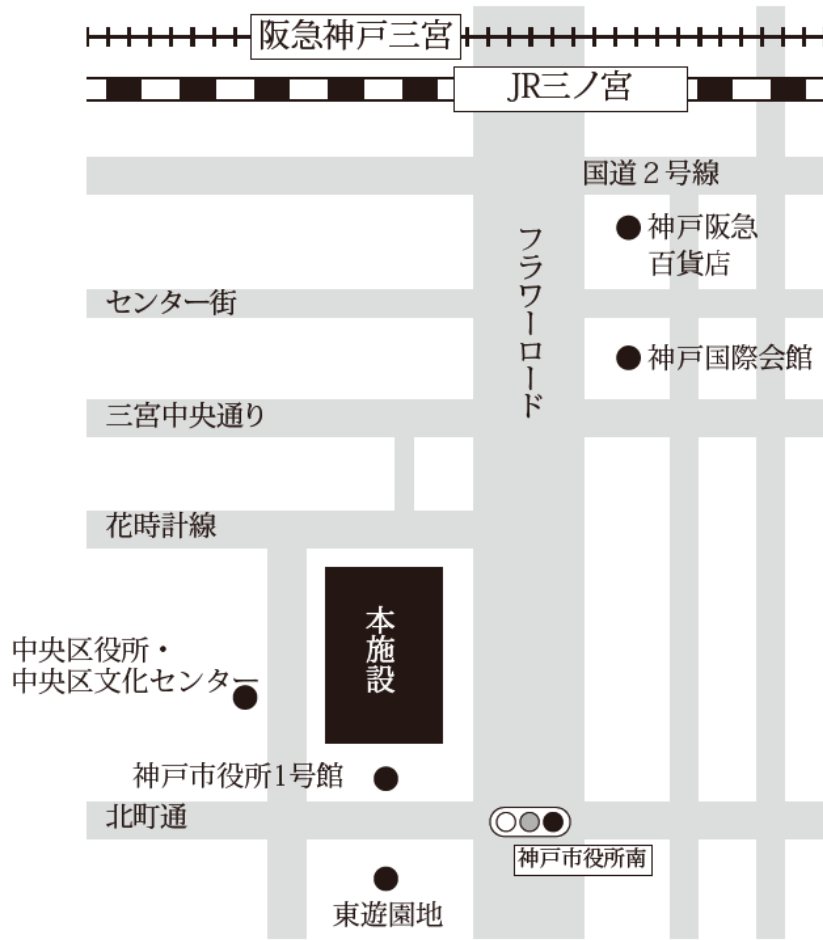 阪急神戸三宮
JR三ノ宮
国道２号線
フラワーロード
神戸阪急
百貨店
センター街
神戸国際会館
三宮中央通り
花時計線
本施設
中央区役所・
中央区文化センター
神戸市役所1号館
北町通
神戸市役所南
東遊園地